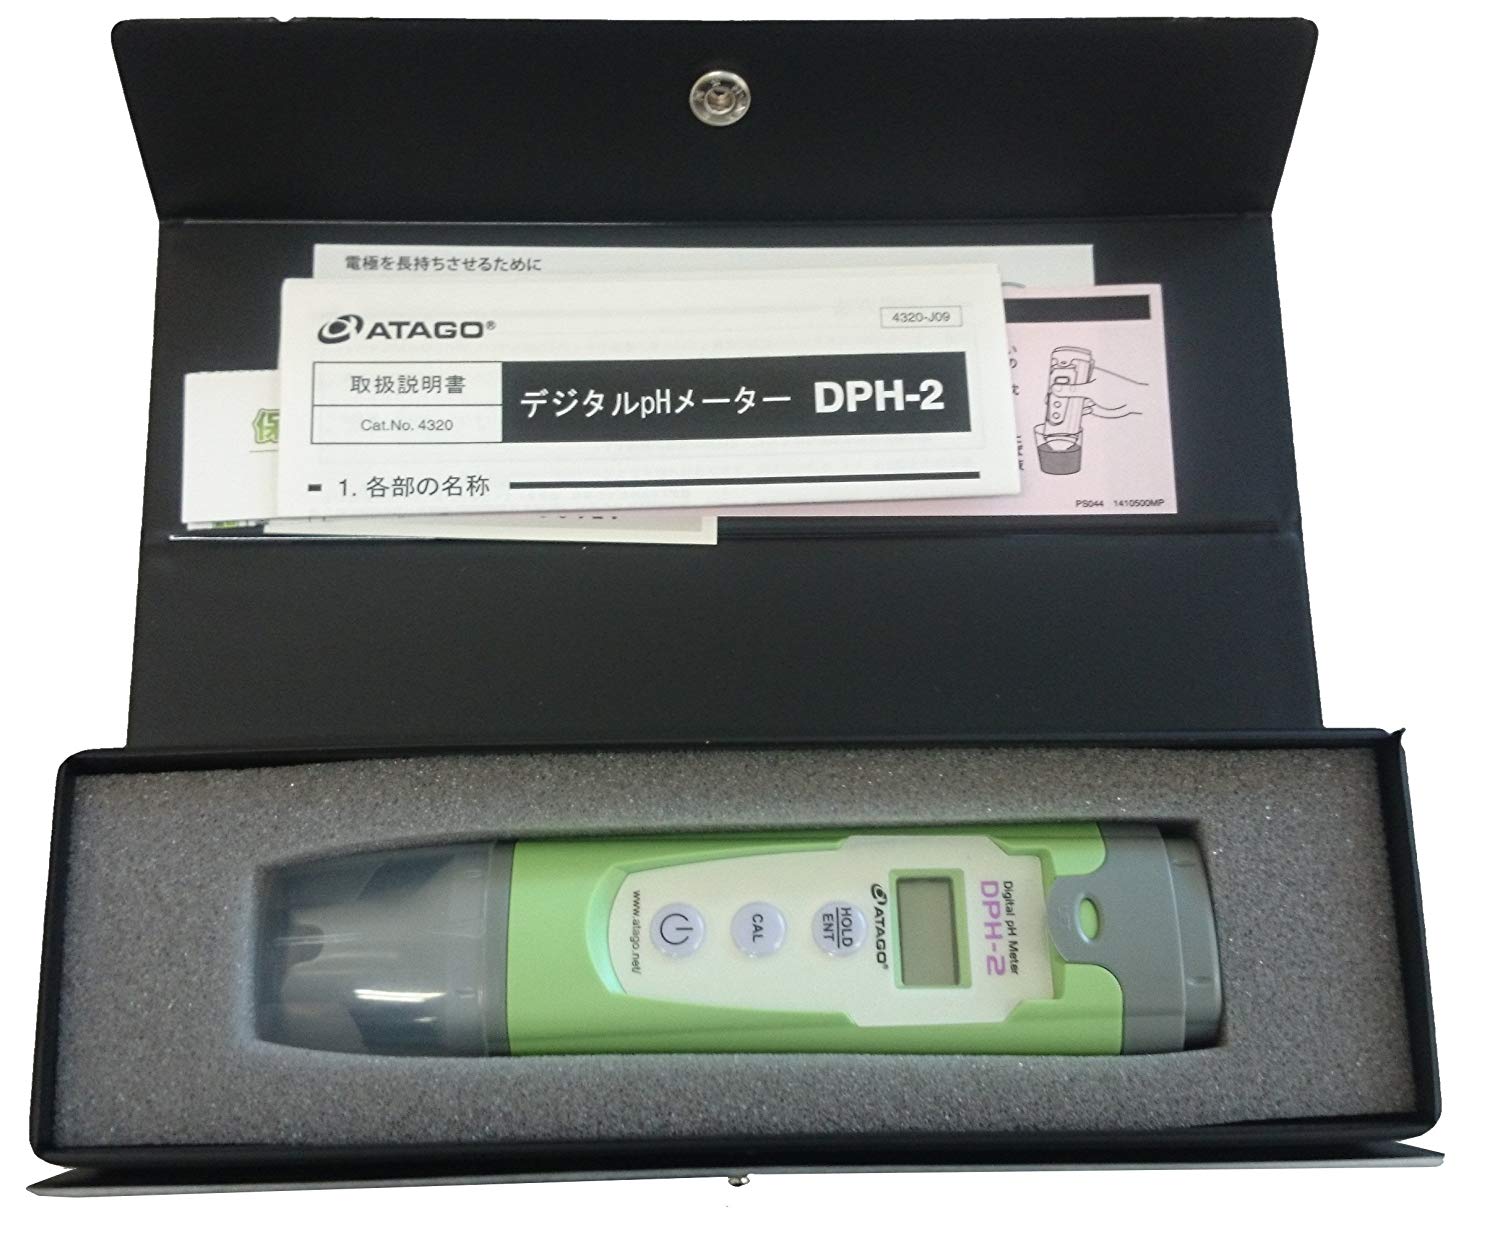 電極を長持ちさせるために
ATAGO®
4320-J09
取扱説明書
Cat.No. 4320
デジタルpHメーター DPH-2
1. 各部の名称
保
PS044 1410500MP
Digital pH Meter
DPH-2
ATAGO®
HOLD
ENT
CAL
www.atago.net/